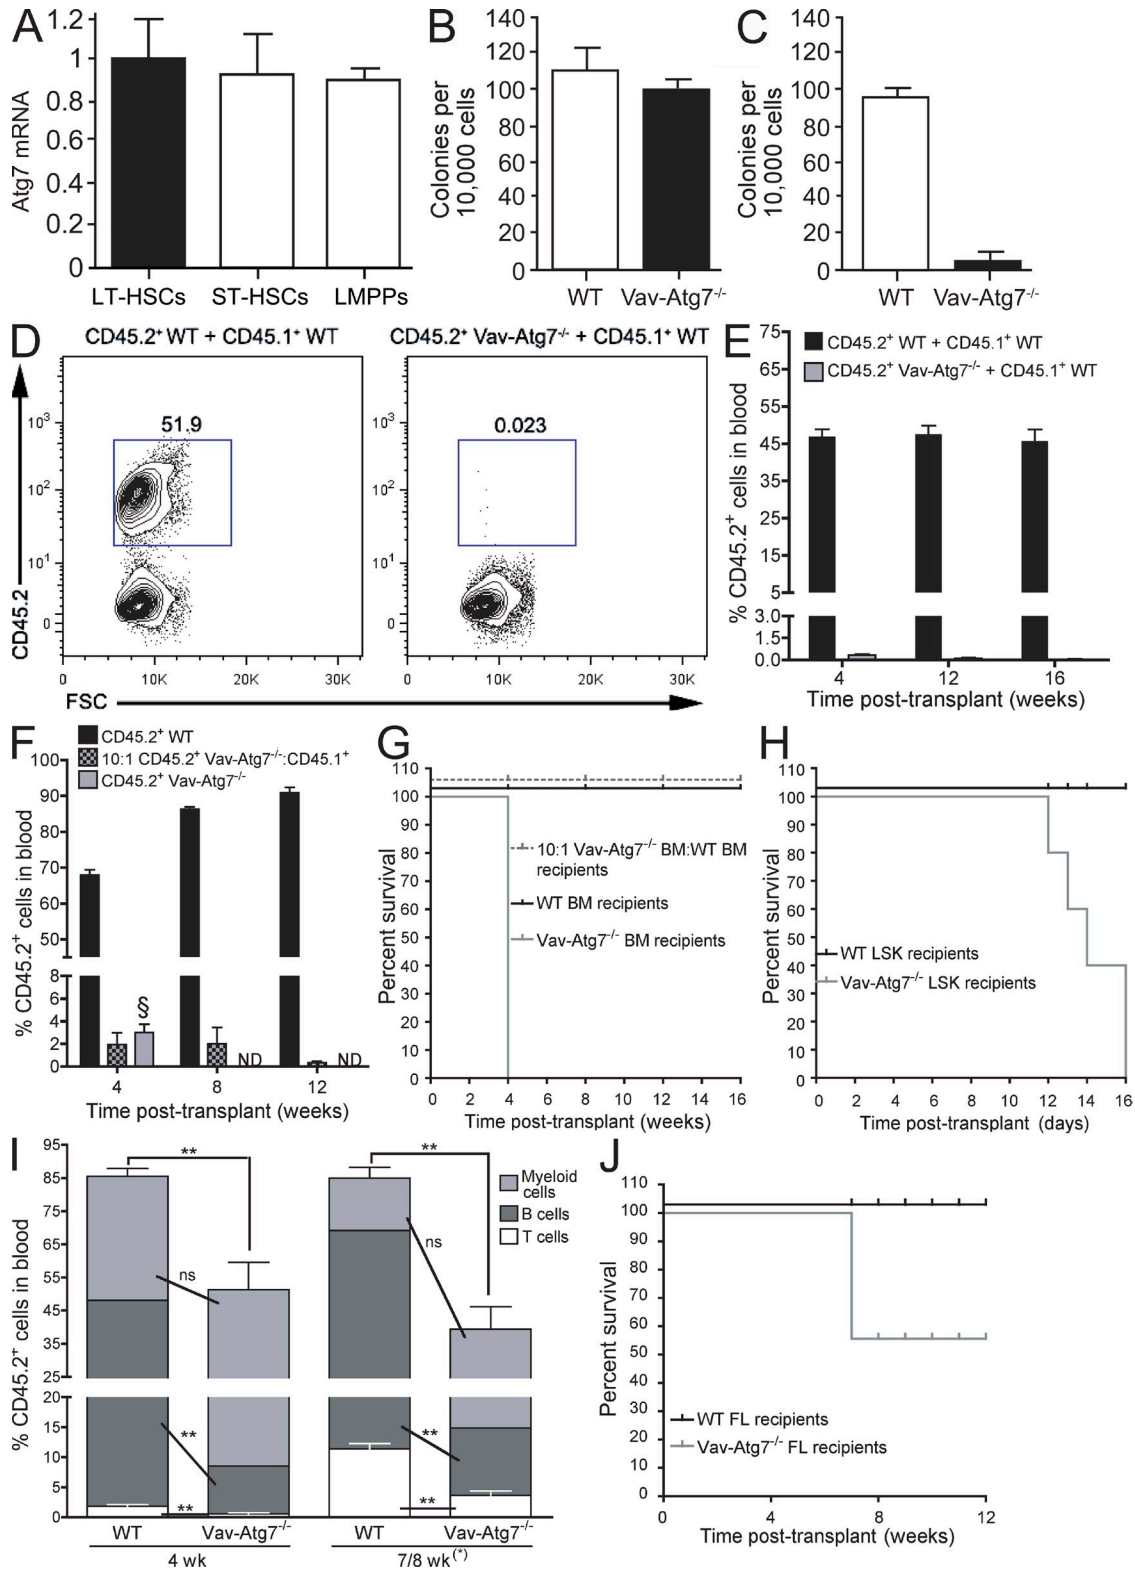 A
Atg7 mRNA
1.2
1
0.8
0.6
0.4
0.2
0
LT-HSCs ST-HSCs LMPPs
B
Colonies per
10,000 cells
140
120
100
80
60
40
20
0
WT Vav-Atg7-/-
C
Colonies per
10,000 cells
140
120
100
80
60
40
20
0
WT Vav-Atg7-/-
D
CD45.2+ WT + CD45.1+ WT
51.9
10³
10²
10¹
0
0 10K 20K 30K
CD45.2+ Vav-Atg7-/- + CD45.1+ WT
0.023
10³
10²
10¹
0
0 10K 20K 30K
CD45.2
FSC
E
CD45.2+ WT + CD45.1+ WT
CD45.2+ Vav-Atg7-/- + CD45.1+ WT
% CD45.2+ cells in blood
75
65
55
45
35
25
15
5
3.0
1.5
0.0
4 12 16
Time post-transplant (weeks)
F
CD45.2+ WT
10:1 CD45.2+ Vav-Atg7-/-:CD45.1+
CD45.2+ Vav-Atg7-/-
% CD45.2+ cells in blood
100
90
80
70
60
50
8
6
4
2
0
§
ND
ND
4 8 12
Time post-transplant (weeks)
G
Percent survival
110
100
90
80
70
60
50
40
30
20
10
0
10:1 Vav-Atg7-/- BM:WT BM
recipients
WT BM recipients
Vav-Atg7-/- BM recipients
0 2 4 6 8 10 12 14 16
Time post-transplant (weeks)
H
Percent survival
110
100
90
80
70
60
50
40
30
20
10
0
WT LSK recipients
Vav-Atg7-/- LSK recipients
0 2 4 6 8 10 12 14 16
Time post-transplant (days)
I
% CD45.2+ cells in blood
95
85
75
65
55
45
35
25
20
15
10
5
0
**
ns
**
**
**
ns
**
**
Myeloid
cells
B cells
T cells
WT Vav-Atg7-/- WT Vav-Atg7-/-
4 wk 7/8 wk(*)
J
Percent survival
110
100
90
80
70
60
50
40
30
20
10
0
WT FL recipients
Vav-Atg7-/- FL recipients
0 4 8 12
Time post-transplant (weeks)